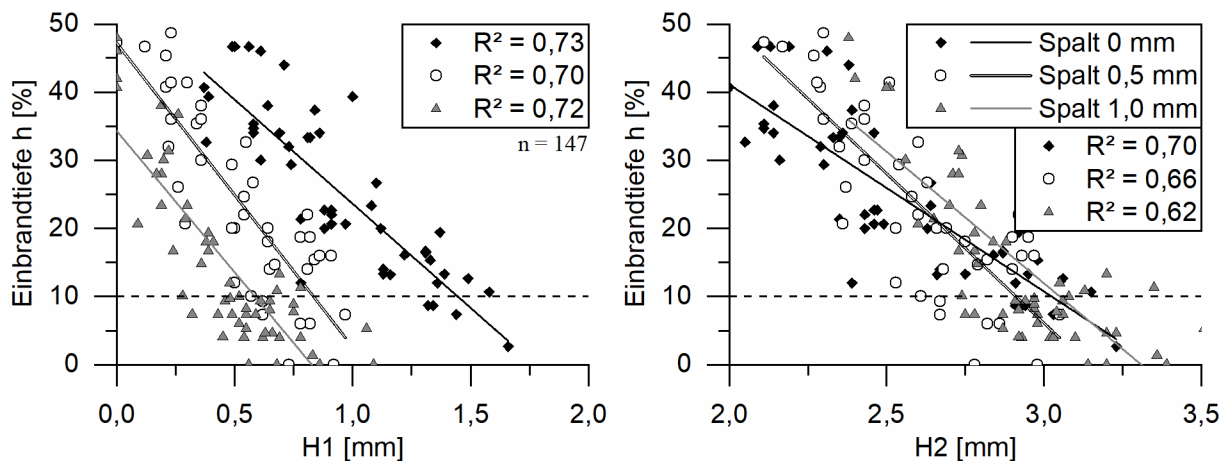 Einbrandtiefe h [%]
50
40
30
20
10
0
R² = 0,73
R² = 0,70
R² = 0,72
n = 147
0,0
0,5
1,0
1,5
2,0
H1 [mm]
Einbrandtiefe h [%]
50
40
30
20
10
0
Spalt 0 mm
Spalt 0,5 mm
Spalt 1,0 mm
R² = 0,70
R² = 0,66
R² = 0,62
2,0
2,5
3,0
3,5
H2 [mm]